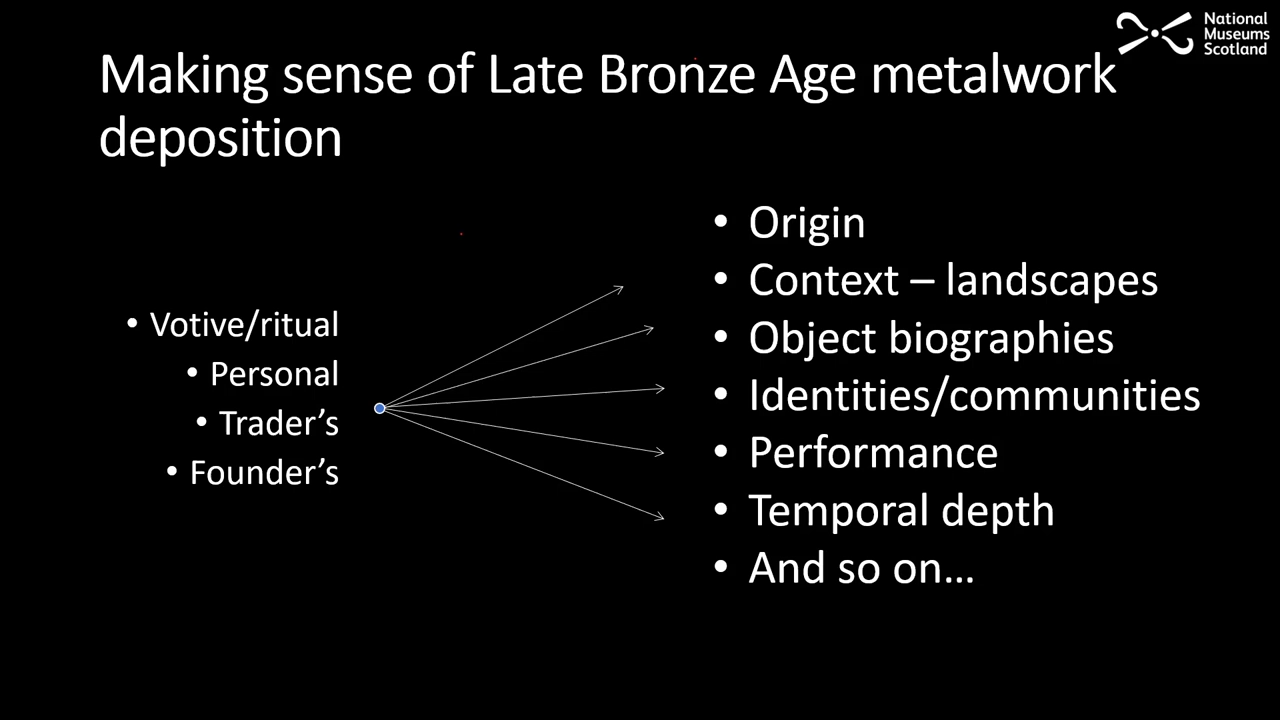 National
Museums
Scotland
Making sense of Late Bronze Age metalwork
deposition
• Votive/ritual
• Personal
• Trader’s
• Founder’s
• Origin
• Context – landscapes
• Object biographies
• Identities/communities
• Performance
• Temporal depth
• And so on…